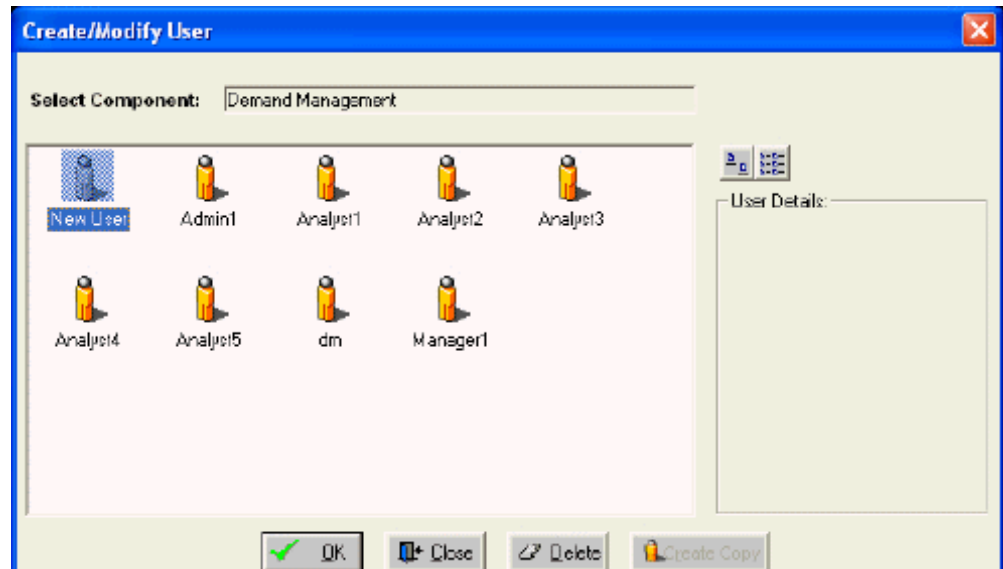 Create/Modify User
Select Component: Demand Management
New User Admin1 Analyst1 Analyst2 Analyst3
User Details:
Analyst4 Analyst5 dm Manager1
OK Close Delete Create Copy